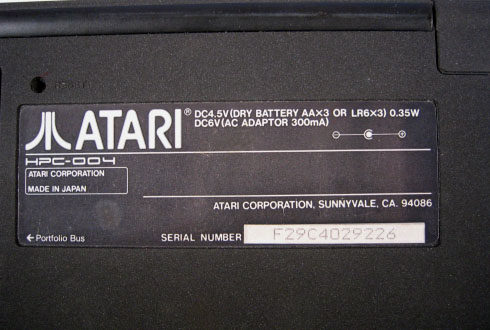 ATARI®
DC4.5V(DRY BATTERY AA×3 OR LR6×3) 0.35W
DC6V(AC ADAPTOR 300mA)
HPC-004
ATARI CORPORATION
MADE IN JAPAN
ATARI CORPORATION, SUNNYVALE, CA. 94086
←Portfolio Bus
SERIAL NUMBER F29C4029226